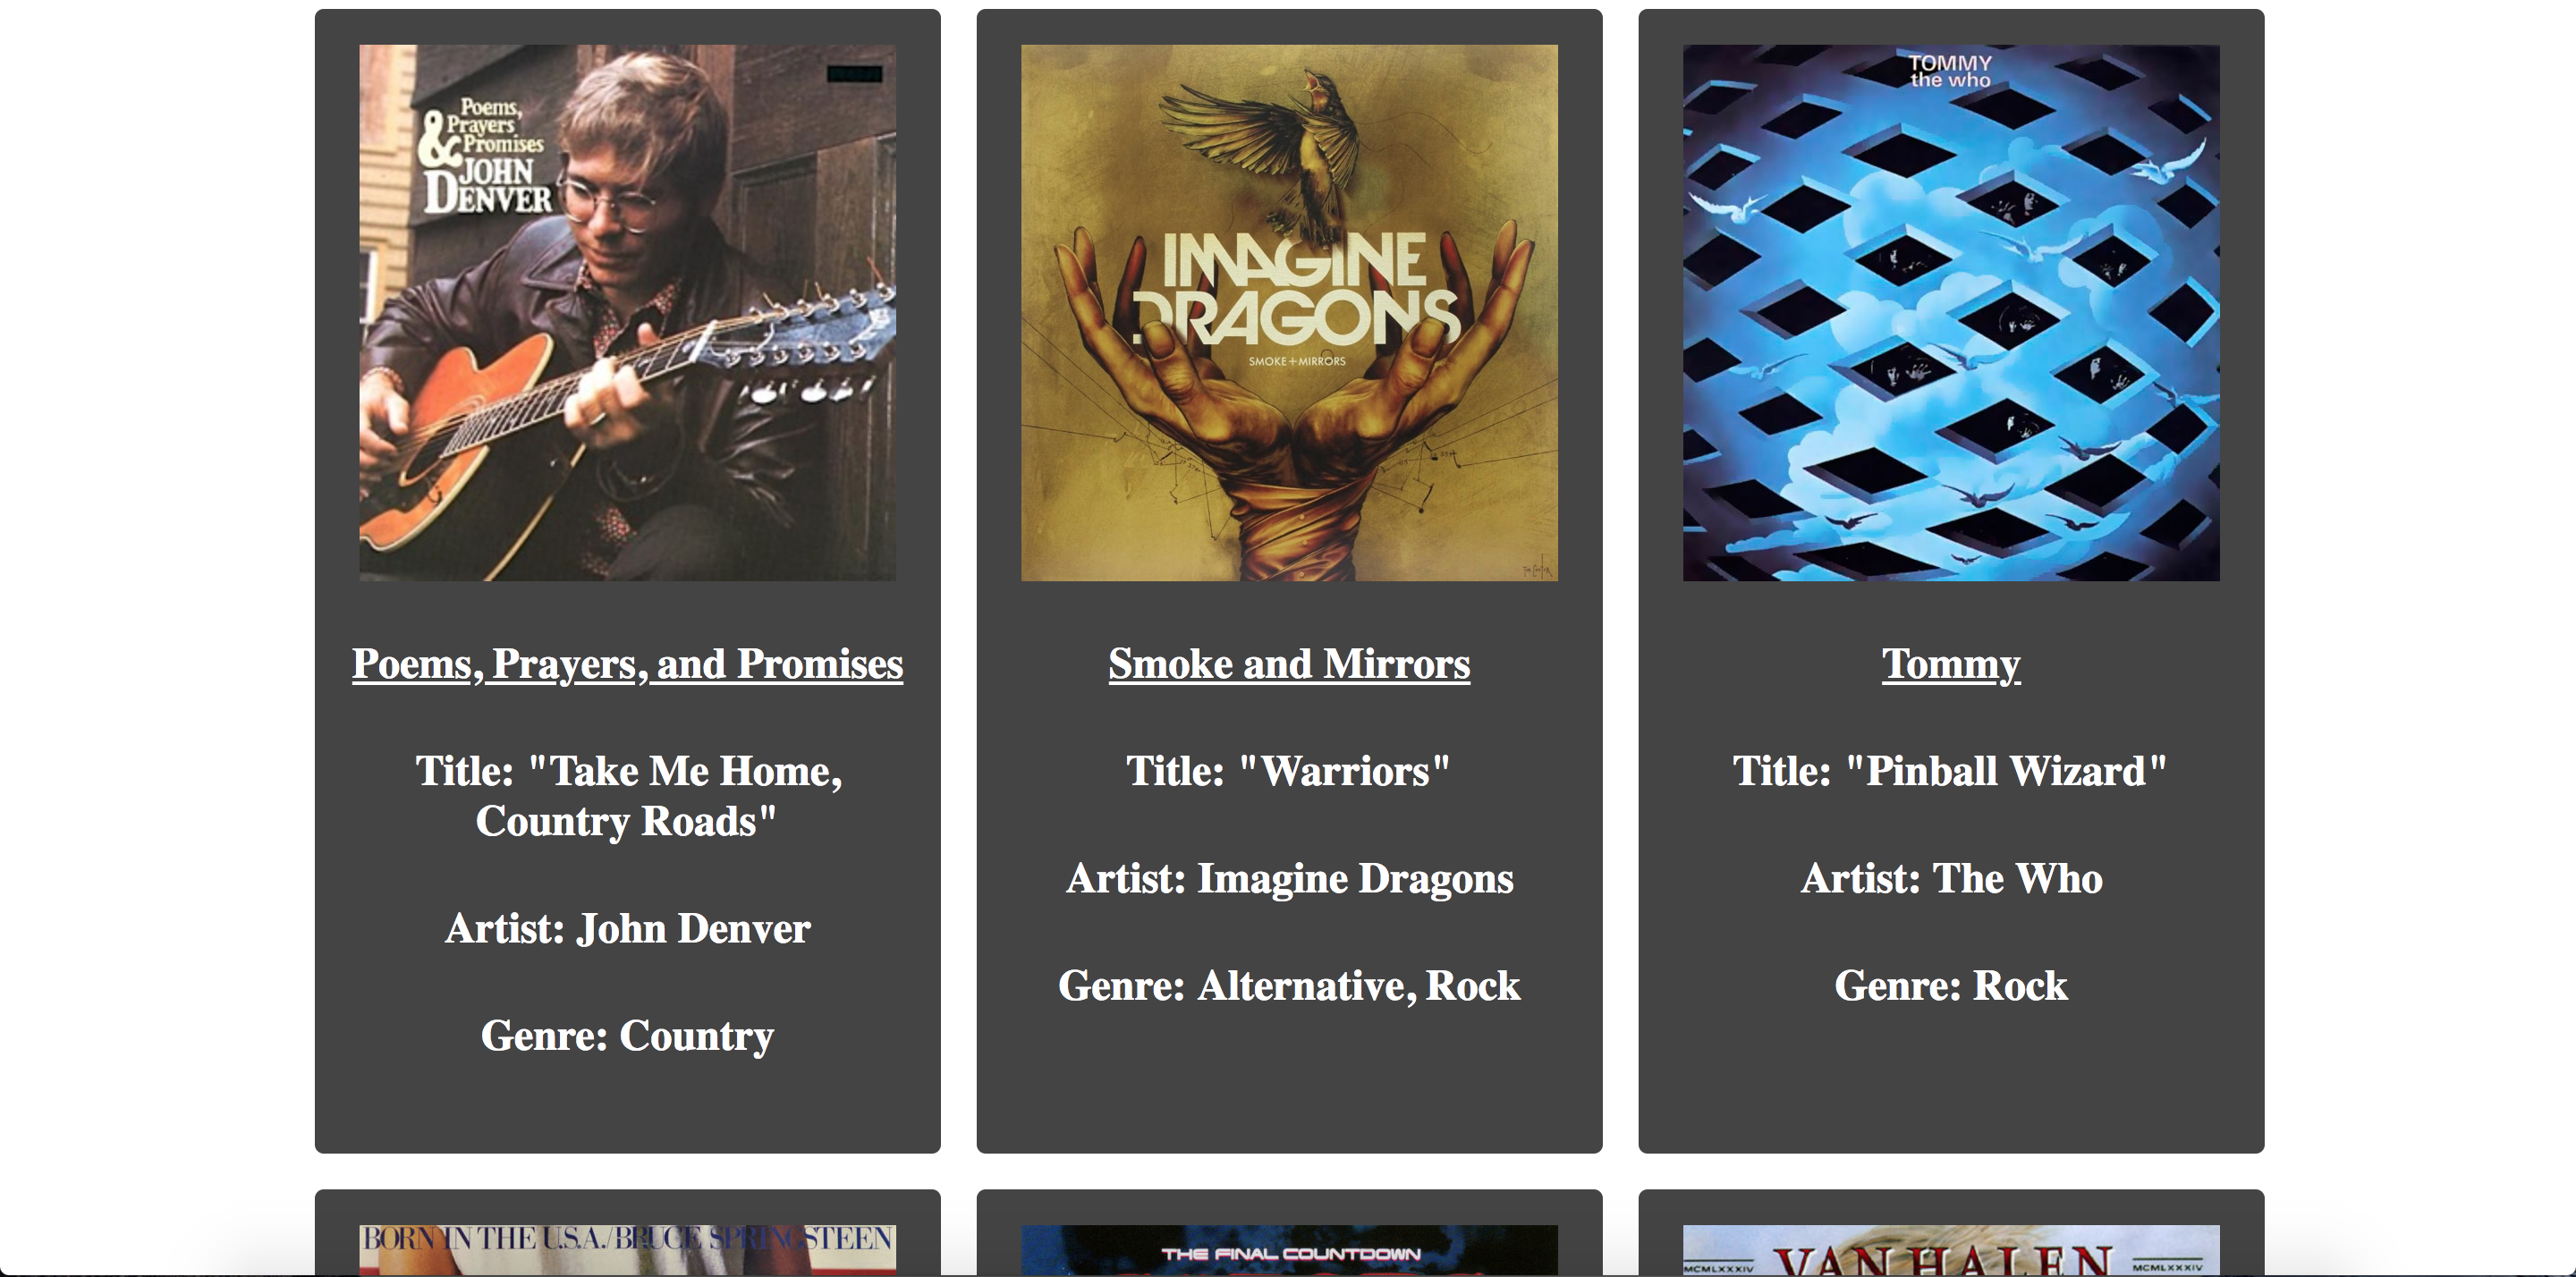 Poems,
Prayers
& Promises
JOHN
DENVER
Poems, Prayers, and Promises
Title: "Take Me Home,
Country Roads"
Artist: John Denver
Genre: Country
IMAGINE
DRAGONS
SMOKE+MIRRORS
Smoke and Mirrors
Title: "Warriors"
Artist: Imagine Dragons
Genre: Alternative, Rock
TOMMY
the who
Tommy
Title: "Pinball Wizard"
Artist: The Who
Genre: Rock
BORN IN THE U.S.A./BRUCE SPRINGSTEEN
THE FINAL COUNTDOWN
MCMLXXXIV
VAN HALEN
MCMLXXXIV